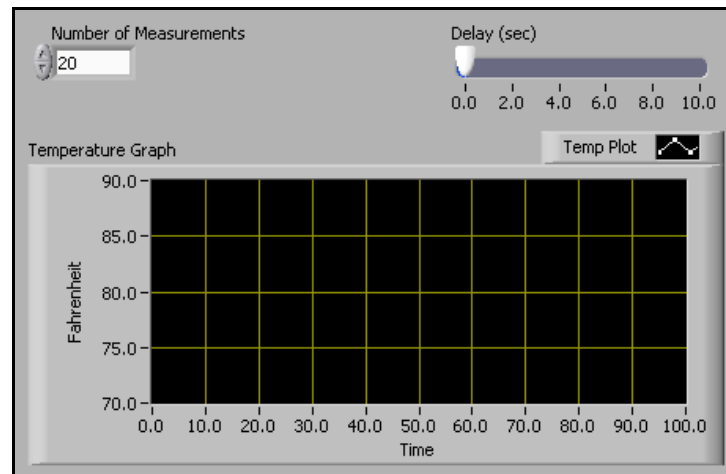 Number of Measurements
20
Delay (sec)
0.0 2.0 4.0 6.0 8.0 10.0
Temperature Graph
Temp Plot
90.0
85.0
80.0
75.0
70.0
Fahrenheit
0.0 10.0 20.0 30.0 40.0 50.0 60.0 70.0 80.0 90.0 100.0
Time